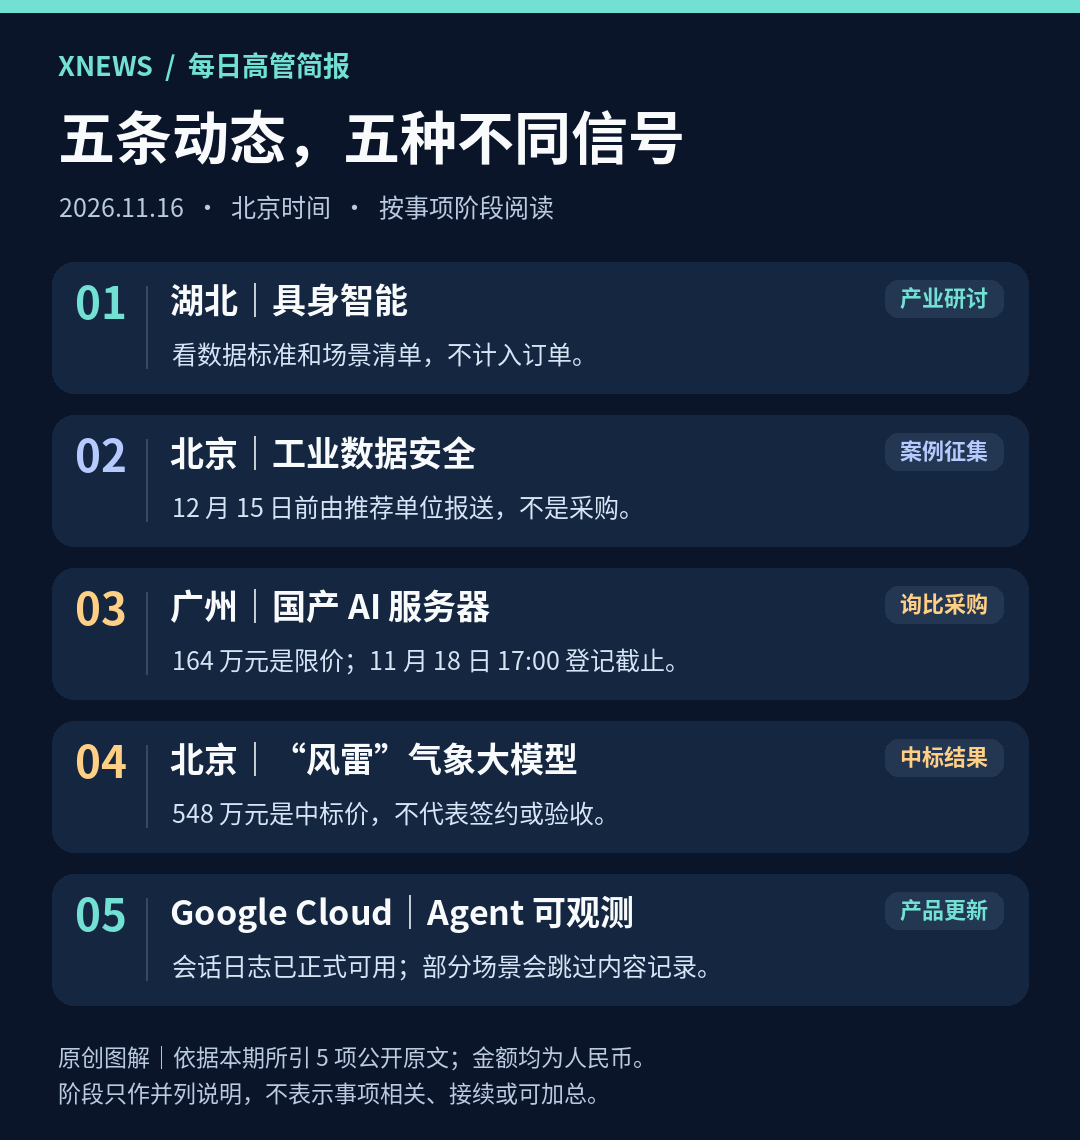 XNEWS / 每日高管简报
五条动态，五种不同信号
2026.11.16 · 北京时间 · 按事项阶段阅读
01 湖北｜具身智能 产业研讨
看数据标准和场景清单，不计入订单。
02 北京｜工业数据安全 案例征集
12 月 15 日前由推荐单位报送，不是采购。
03 广州｜国产 AI 服务器 询比采购
164 万元是限价；11 月 18 日 17:00 登记截止。
04 北京｜“风雷”气象大模型 中标结果
548 万元是中标价，不代表签约或验收。
05 Google Cloud｜Agent 可观测 产品更新
会话日志已正式可用；部分场景会跳过内容记录。
原创图解｜依据本期所引 5 项公开原文；金额均为人民币。
阶段只作并列说明，不表示事项相关、接续或可加总。